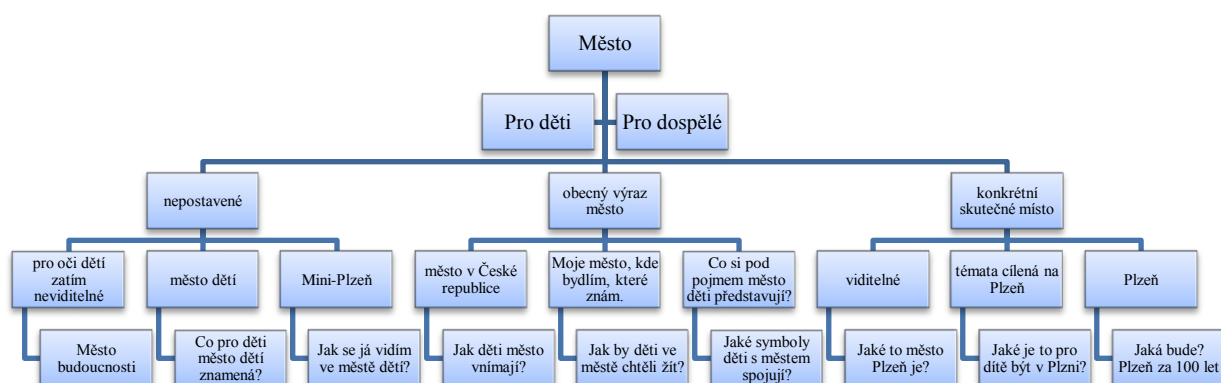 Město
Pro děti
Pro dospělé
nepostavené
obecný výraz
město
konkrétní
skutečné místo
pro oči dětí
zatím
neviditelné
město dětí
Mini-Plzeň
město v České
republice
Moje město, kde
bydlím, které
znám.
Co si pod
pojmem město
děti představují?
viditelné
témata cílená na
Plzeň
Plzeň
Město
budoucnosti
Co pro děti
město dětí
znamená?
Jak se já vidím
ve městě dětí?
Jak děti město
vnímají?
Jak by děti ve
městě chtěli žít?
Jaké symboly
děti s městem
spojují?
Jaké to město
Plzeň je?
Jaké je to pro
dítě být v Plzni?
Jaká bude?
Plzeň za 100 let